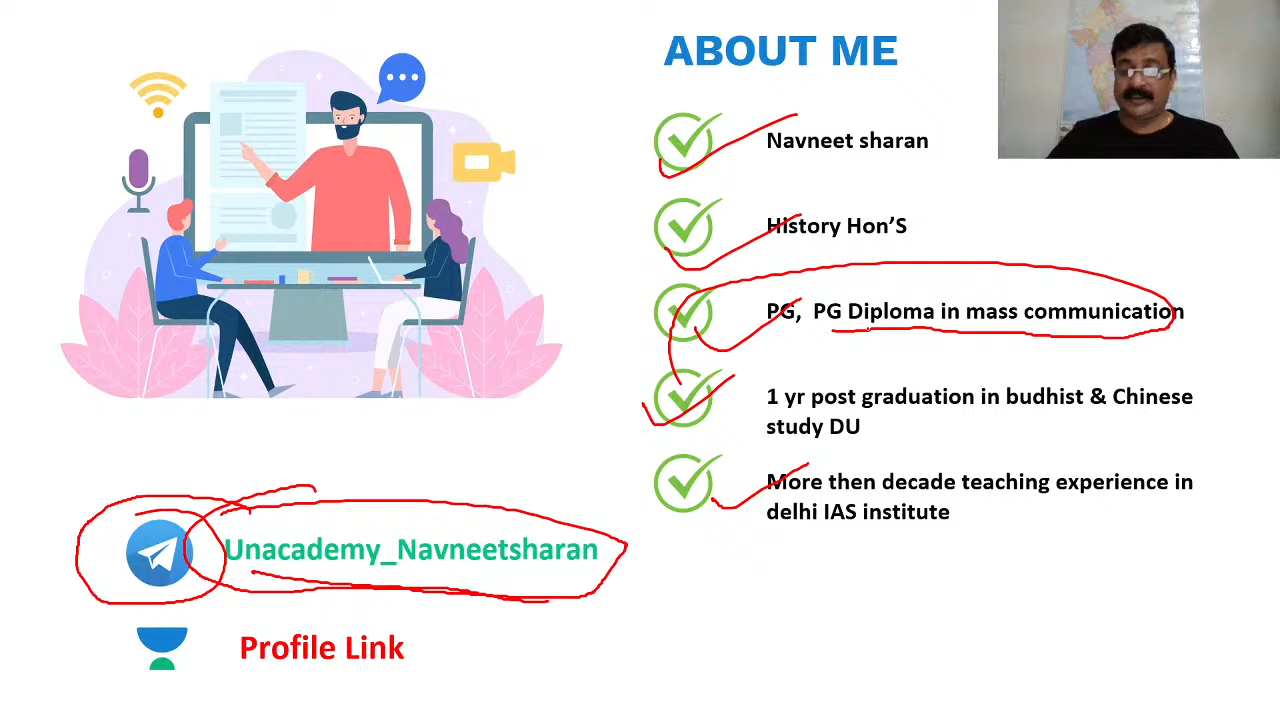 ABOUT ME
Navneet sharan
History Hon’S
PG, PG Diploma in mass communication
1 yr post graduation in budhist & Chinese
study DU
More then decade teaching experience in
delhi IAS institute
Unacademy_Navneetsharan
Profile Link